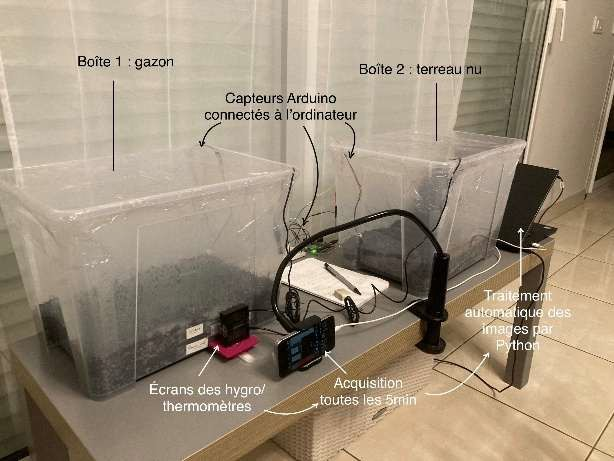 Boîte 1 : gazon
Boîte 2 : terreau nu
Capteurs Arduino
connectés à l'ordinateur
Traitement
automatique des
images par
Python
Écrans des hygro/
thermomètres
Acquisition
toutes les 5min